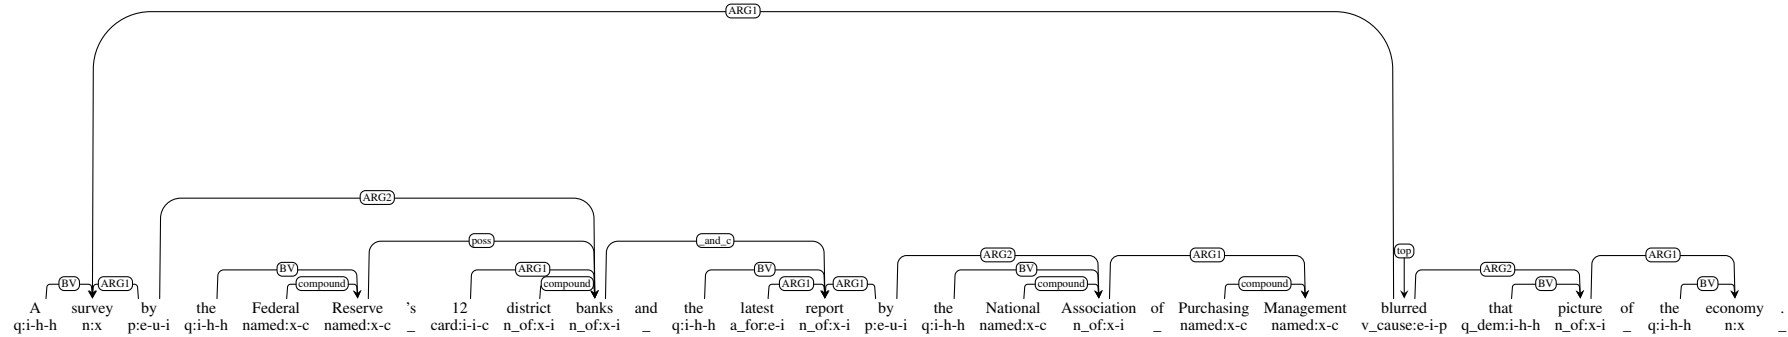 ARG1
ARG2
poss _and_c
top
ARG2 ARG1
BV ARG1 BV BV ARG2
BV ARG1 compound compound ARG1 ARG1 compound compound BV BV
A survey by the Federal Reserve 's 12 district banks and the latest report by the National Association of Purchasing Management blurred that picture of the economy .
q:i-h-h n:x p:e-u-i q:i-h-h named:x-c named:x-c _ card:i-i-c n_of:x-i n_of:x-i _ q:i-h-h a_for:e-i n_of:x-i p:e-u-i q:i-h-h named:x-c n_of:x-i _ named:x-c named:x-c v_cause:e-i-p q_dem:i-h-h n_of:x-i _ q:i-h-h n:x _